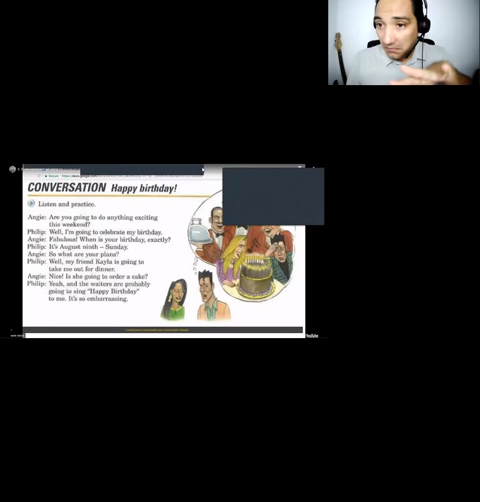 CONVERSATION Happy birthday!
Listen and practice.
Angie: Are you going to do anything exciting
this weekend?
Philip: Well, I'm going to celebrate my birthday.
Angie: Fabulous! When is your birthday, exactly?
Philip: It's August ninth – Sunday.
Angie: So what are your plans?
Philip: Well, my friend Kayla is going to
take me out for dinner.
Angie: Nice! Is she going to order a cake?
Philip: Yeah, and the waiters are probably
going to sing "Happy Birthday"
to me. It's so embarrassing.